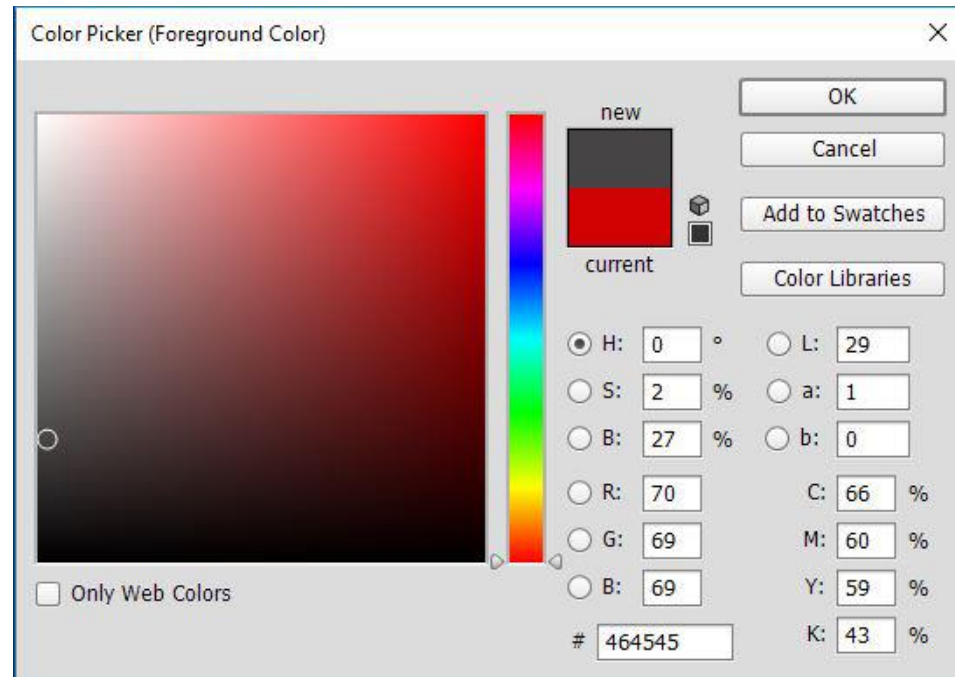 Color Picker (Foreground Color)
new
current
OK
Cancel
Add to Swatches
Color Libraries
H: 0 °
S: 2 %
B: 27 %
L: 29
a: 1
b: 0
R: 70
G: 69
B: 69
C: 66 %
M: 60 %
Y: 59 %
K: 43 %
# 464545
Only Web Colors